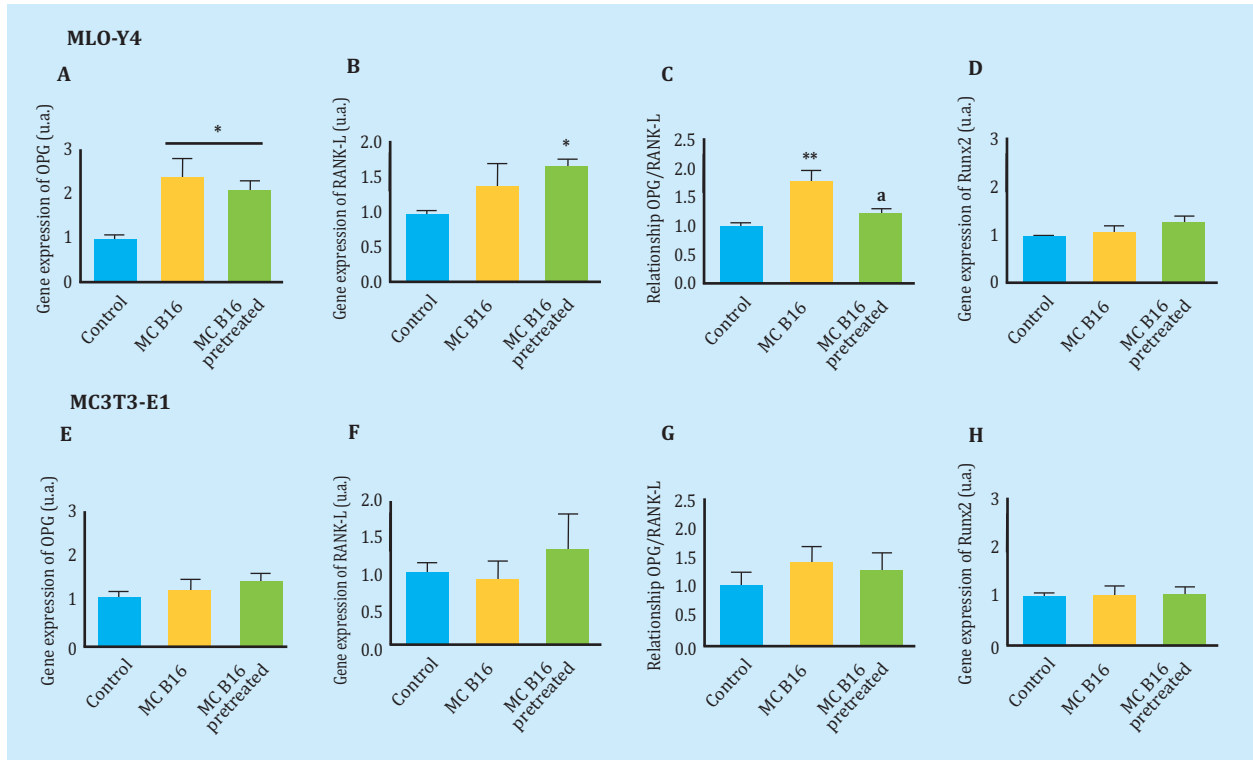 MLO-Y4
A
Gene expression of OPG (u.a.)
3
2
1
0
*
Control
MC B16
MC B16
pretreated
B
Gene expression of RANK-L (u.a.)
2.0
1.5
1.0
0.5
0.0
*
Control
MC B16
MC B16
pretreated
C
Relationship OPG/RANK-L
2.5
2.0
1.5
1.0
0.5
0.0
**
a
Control
MC B16
MC B16
pretreated
D
Gene expression of Runx2 (u.a.)
3
2
1
0
Control
MC B16
MC B16
pretreated
MC3T3-E1
E
Gene expression of OPG (u.a.)
3
2
1
0
Control
MC B16
MC B16
pretreated
F
Gene expression of RANK-L (u.a.)
2.0
1.5
1.0
0.5
0.0
Control
MC B16
MC B16
pretreated
G
Relationship OPG/RANK-L
2.5
2.0
1.5
1.0
0.5
0.0
Control
MC B16
MC B16
pretreated
H
Gene expression of Runx2 (u.a.)
3
2
1
0
Control
MC B16
MC B16
pretreated